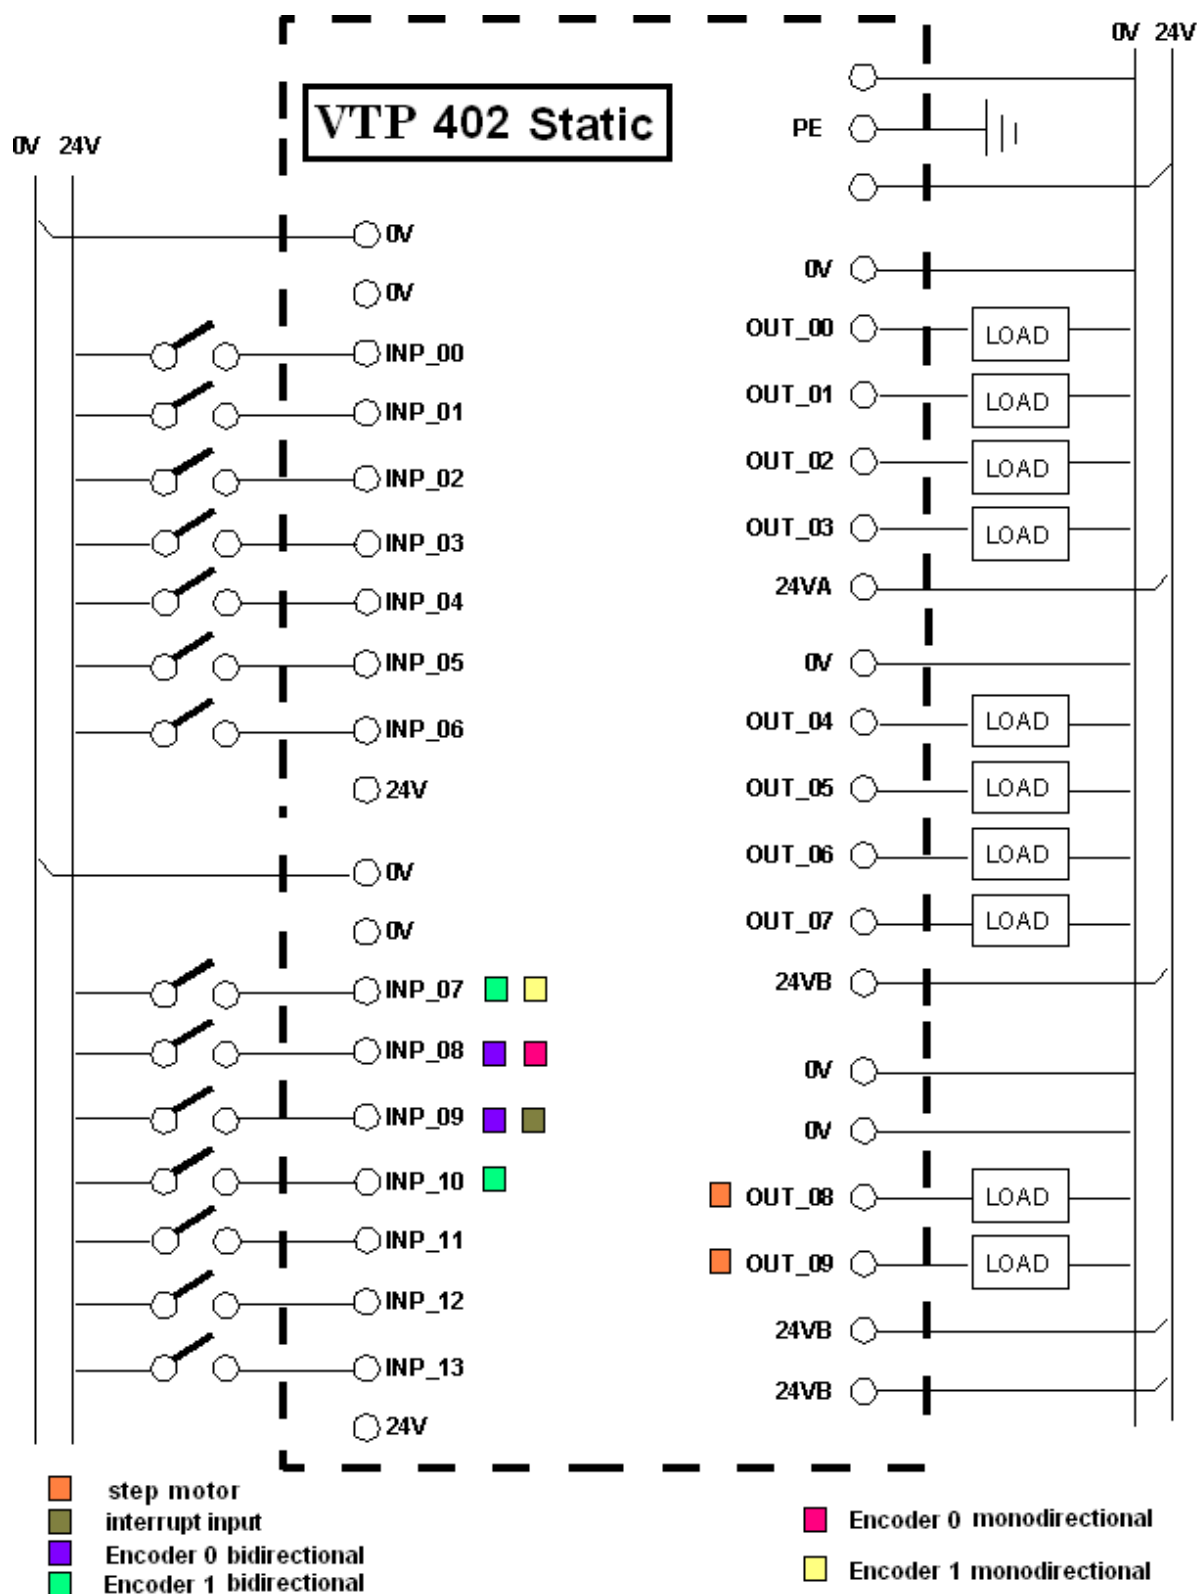 0V 24V
VTP 402 Static
PE
0V 24V
0V
0V
0V
INP_00
OUT_00 LOAD
INP_01
OUT_01 LOAD
INP_02
OUT_02 LOAD
INP_03
OUT_03 LOAD
INP_04
24VA
INP_05
0V
INP_06
OUT_04 LOAD
24V
OUT_05 LOAD
0V
OUT_06 LOAD
0V
OUT_07 LOAD
INP_07
24VB
INP_08
0V
INP_09
0V
INP_10
OUT_08 LOAD
INP_11
OUT_09 LOAD
INP_12
24VB
INP_13
24VB
24V
step motor
interrupt input
Encoder 0 bidirectional
Encoder 1 bidirectional
Encoder 0 monodirectional
Encoder 1 monodirectional